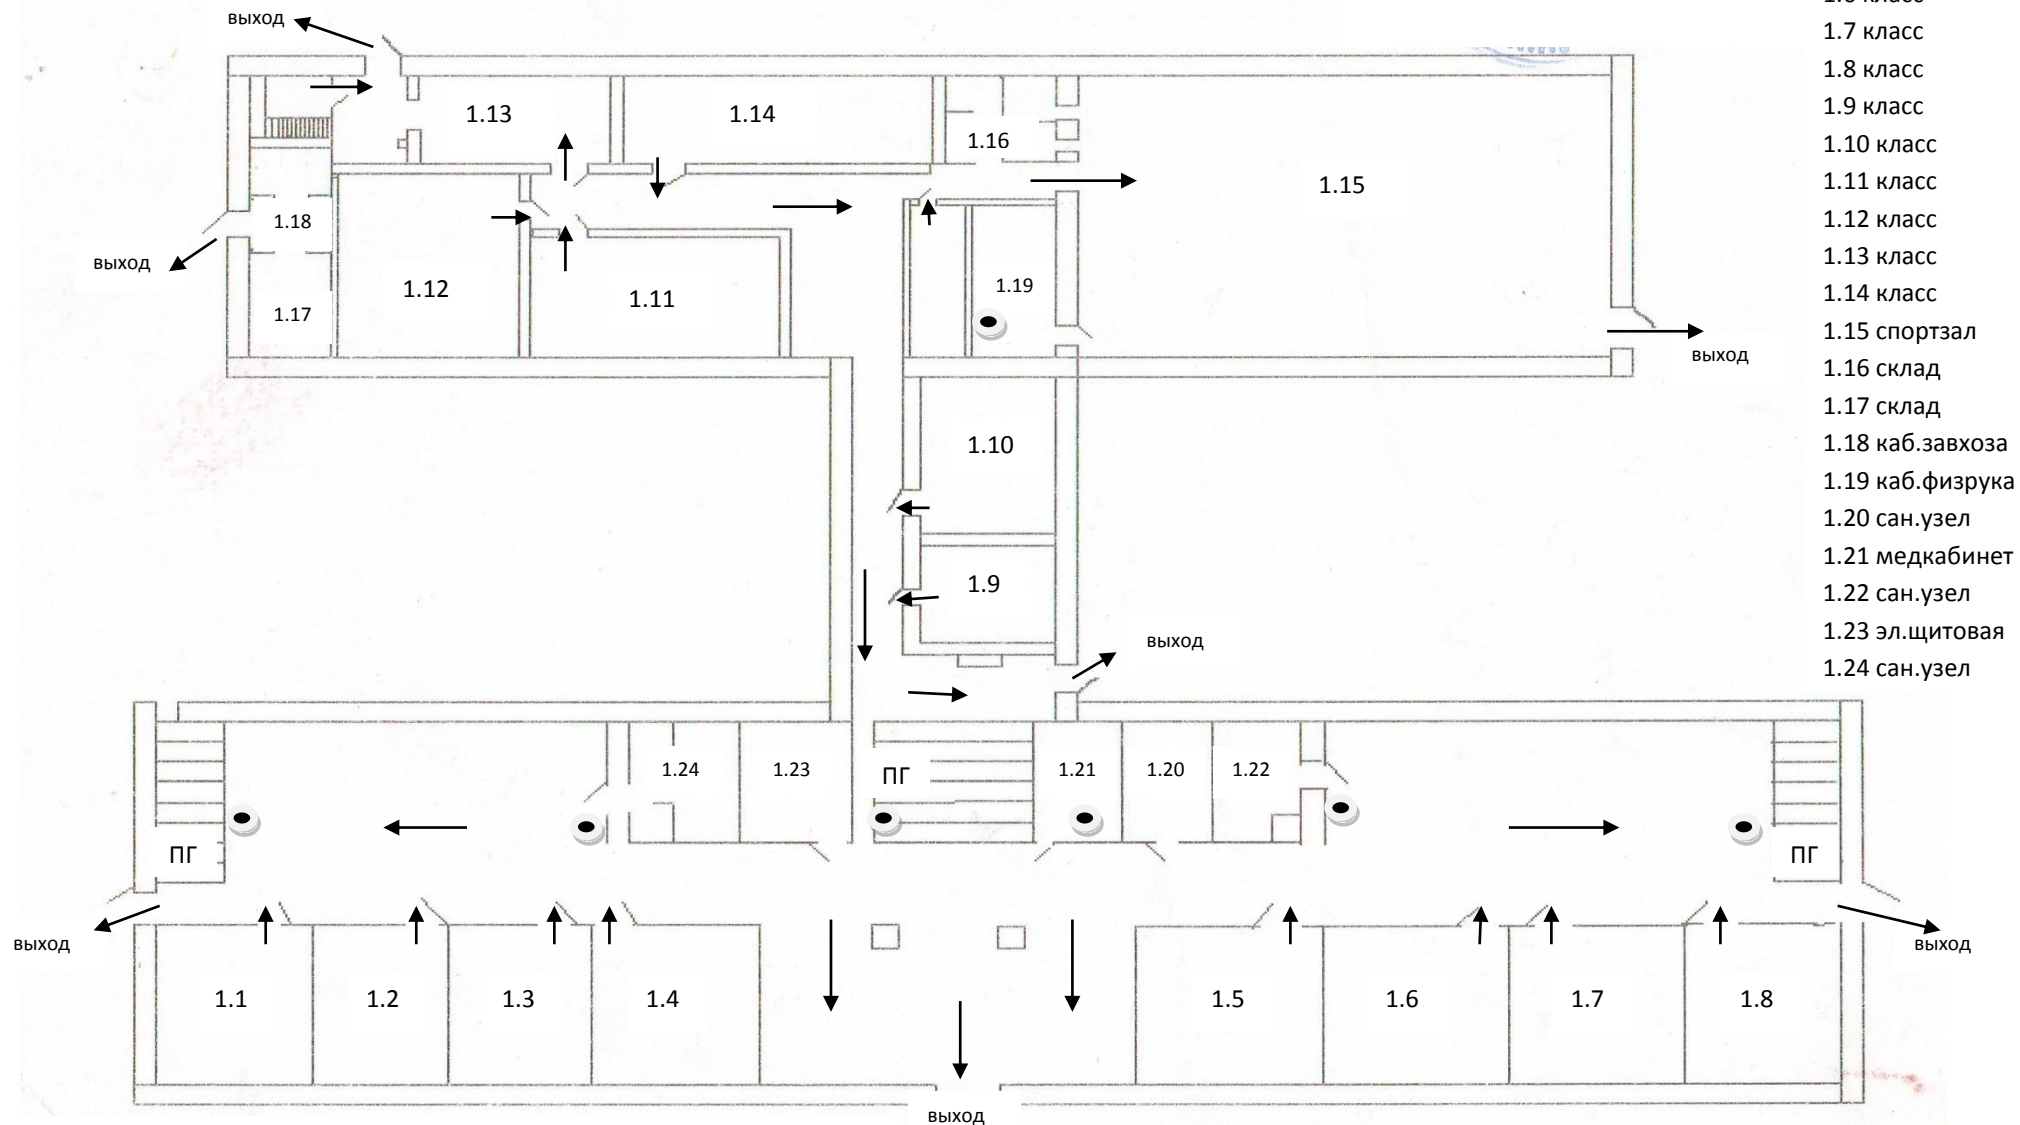 выход
1.6 класс
1.7 класс
1.8 класс
1.9 класс
1.10 класс
1.11 класс
1.12 класс
1.13 класс
1.14 класс
1.15 спортзал
1.16 склад
1.17 склад
1.18 каб.завхоза
1.19 каб.физрука
1.20 сан.узел
1.21 медкабинет
1.22 сан.узел
1.23 эл.щитовая
1.24 сан.узел
1.13
1.14
1.16
1.15
1.18
выход
1.12
1.11
1.19
1.17
выход
1.10
1.9
выход
1.24
1.23
ПГ
1.21
1.20
1.22
ПГ
ПГ
выход
выход
1.1
1.2
1.3
1.4
1.5
1.6
1.7
1.8
выход